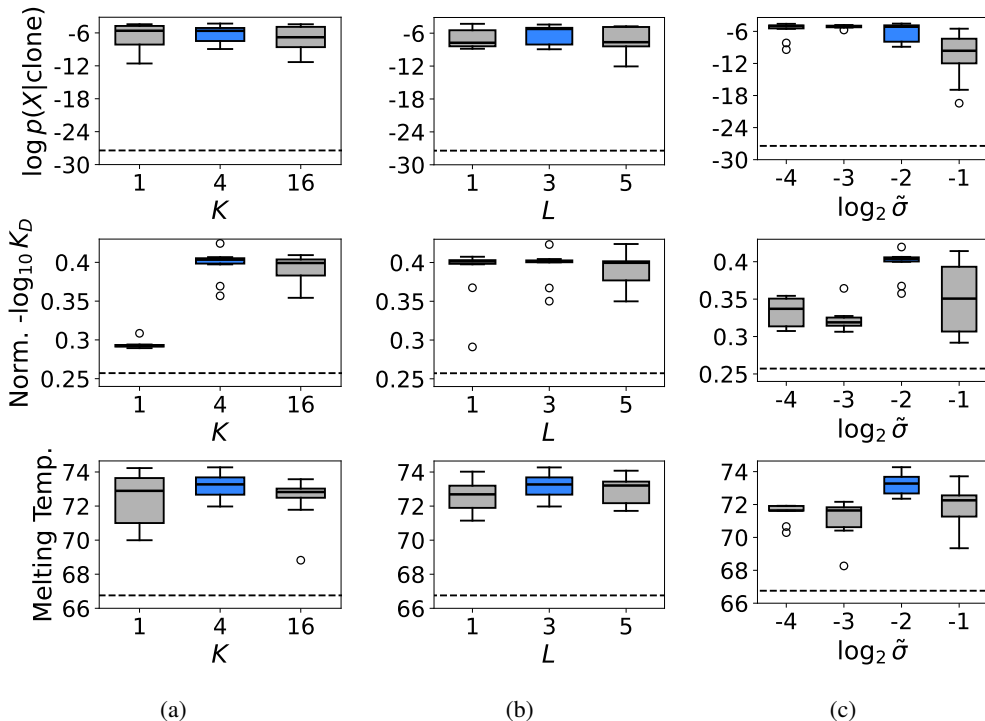 log p(X|clone)
-6
-12
-18
-24
-30
1 4 16
K
-6
-12
-18
-24
-30
1 3 5
L
-6
-12
-18
-24
-30
-4 -3 -2 -1
log₂ σ̃
Norm. -log₁₀ K_D
0.4
0.35
0.3
0.25
1 4 16
K
0.4
0.35
0.3
0.25
1 3 5
L
0.4
0.35
0.3
0.25
-4 -3 -2 -1
log₂ σ̃
Melting Temp.
74
72
70
68
66
1 4 16
K
74
72
70
68
66
1 3 5
L
74
72
70
68
66
-4 -3 -2 -1
log₂ σ̃
(a) (b) (c)